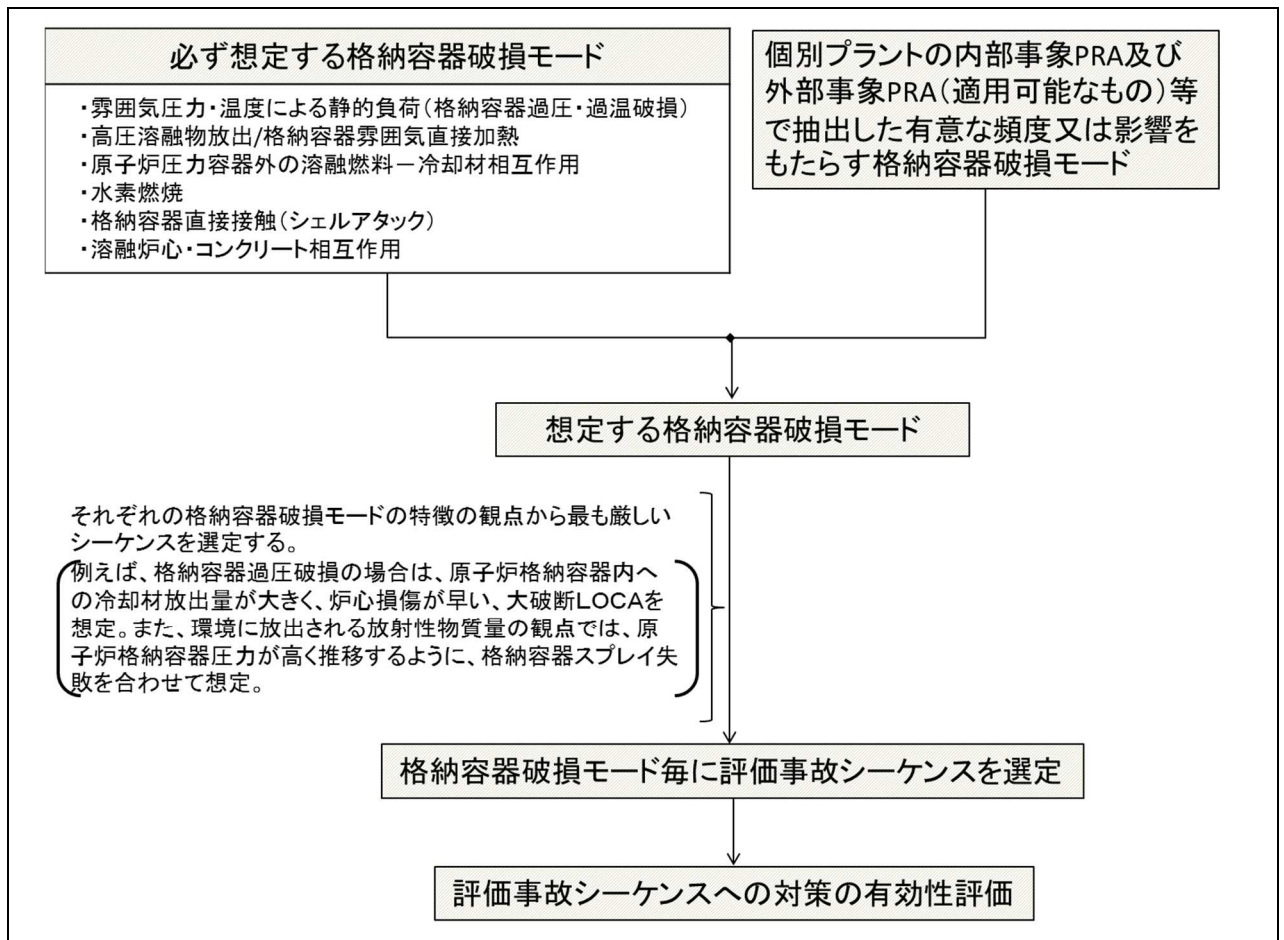 必ず想定する格納容器破損モード
・雰囲気圧力・温度による静的負荷(格納容器過圧・過温破損)
・高圧溶融物放出/格納容器雰囲気直接加熱
・原子炉圧力容器外の溶融燃料－冷却材相互作用
・水素燃焼
・格納容器直接接触(シェルアタック)
・溶融炉心・コンクリート相互作用
個別プラントの内部事象PRA及び
外部事象PRA(適用可能なもの)等
で抽出した有意な頻度又は影響を
もたらす格納容器破損モード
想定する格納容器破損モード
それぞれの格納容器破損モードの特徴の観点から最も厳しい
シーケンスを選定する。
例えば、格納容器過圧破損の場合は、原子炉格納容器内へ
の冷却材放出量が大きく、炉心損傷が早い、大破断LOCAを
想定。また、環境に放出される放射性物質量の観点では、原
子炉格納容器圧力が高く推移するように、格納容器スプレイ失
敗を合わせて想定。
格納容器破損モード毎に評価事故シーケンスを選定
評価事故シーケンスへの対策の有効性評価